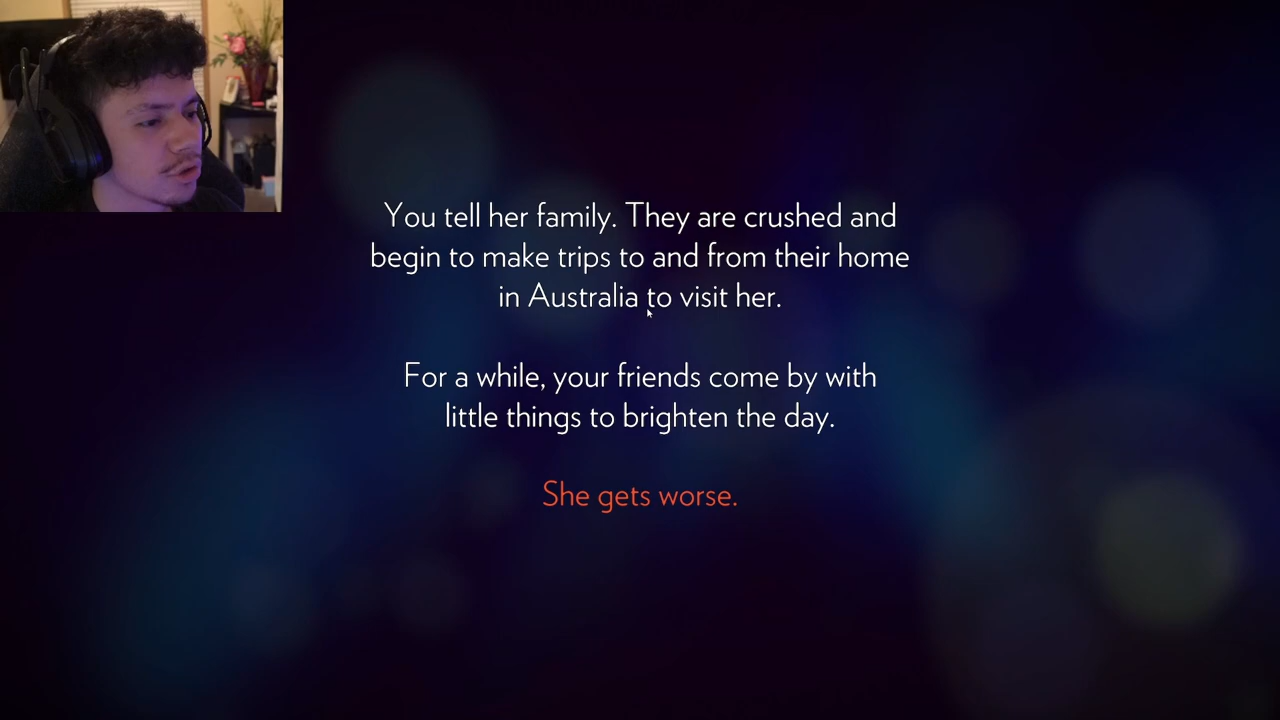 You tell her family. They are crushed and
begin to make trips to and from their home
in Australia to visit her.
For a while, your friends come by with
little things to brighten the day.
She gets worse.